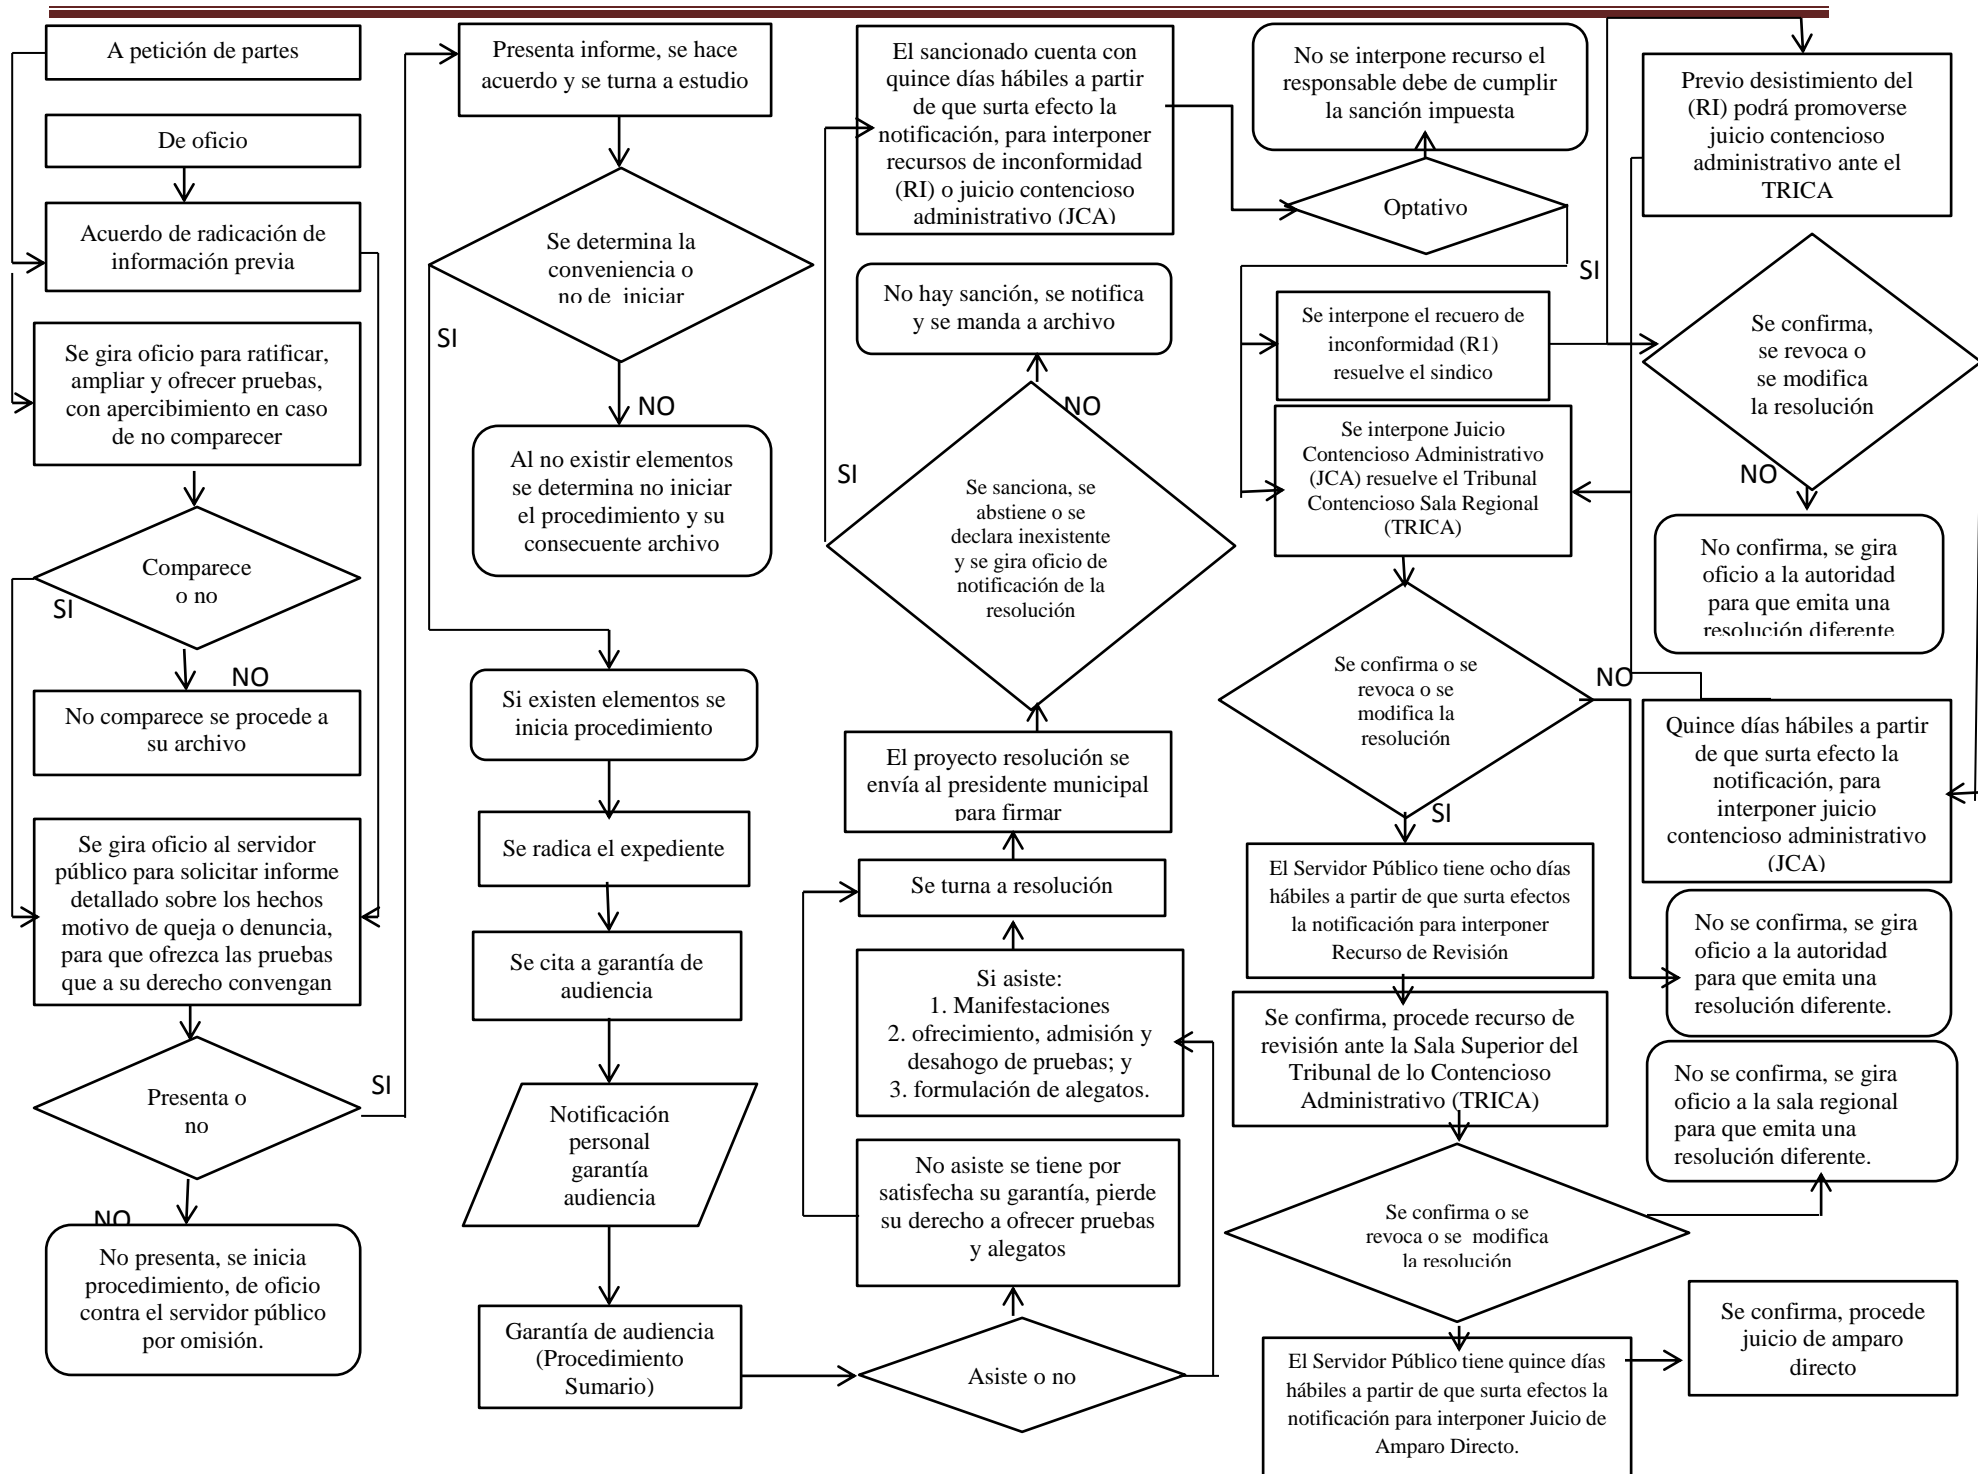 A petición de partes
De oficio
Acuerdo de radicación de
información previa
Se gira oficio para ratificar,
ampliar y ofrecer pruebas,
con apercibimiento en caso
de no comparecer
Comparece
o no
SI
NO
No comparece se procede a
su archivo
Se gira oficio al servidor
público para solicitar informe
detallado sobre los hechos
motivo de queja o denuncia,
para que ofrezca las pruebas
que a su derecho convengan
Presenta o
no
SI
NO
No presenta, se inicia
procedimiento, de oficio
contra el servidor público
por omisión.
Presenta informe, se hace
acuerdo y se turna a estudio
Se determina la
conveniencia o
no de iniciar
SI
NO
Al no existir elementos
se determina no iniciar
el procedimiento y su
consecuente archivo
Si existen elementos se
inicia procedimiento
Se radica el expediente
Se cita a garantía de
audiencia
Notificación
personal
garantía
audiencia
Garantía de audiencia
(Procedimiento
Sumario)
El sancionado cuenta con
quince días hábiles a partir
de que surta efecto la
notificación, para interponer
recursos de inconformidad
(RI) o juicio contencioso
administrativo (JCA)
No hay sanción, se notifica
y se manda a archivo
NO
SI
Se sanciona, se
abstiene o se
declara inexistente
y se gira oficio de
notificación de la
resolución
El proyecto resolución se
envía al presidente municipal
para firmar
Se turna a resolución
Si asiste:
1. Manifestaciones
2. ofrecimiento, admisión y
desahogo de pruebas; y
3. formulación de alegatos.
No asiste se tiene por
satisfecha su garantía, pierde
su derecho a ofrecer pruebas
y alegatos
Asiste o no
No se interpone recurso el
responsable debe de cumplir
la sanción impuesta
Optativo
SI
Se interpone el recuero de
inconformidad (R1)
resuelve el sindico
Se interpone Juicio
Contencioso Administrativo
(JCA) resuelve el Tribunal
Contencioso Sala Regional
(TRICA)
Se confirma o se
revoca o se
modifica la
resolución
NO
SI
El Servidor Público tiene ocho días
hábiles a partir de que surta efectos
la notificación para interponer
Recurso de Revisión
Se confirma, procede recurso de
revisión ante la Sala Superior del
Tribunal de lo Contencioso
Administrativo (TRICA)
Se confirma o se
revoca o se modifica
la resolución
El Servidor Público tiene quince días
hábiles a partir de que surta efectos la
notificación para interponer Juicio de
Amparo Directo.
Previo desistimiento del
(RI) podrá promoverse
juicio contencioso
administrativo ante el
TRICA
Se confirma,
se revoca o
se modifica
la resolución
NO
No confirma, se gira
oficio a la autoridad
para que emita una
resolución diferente
Quince días hábiles a partir
de que surta efecto la
notificación, para
interponer juicio
contencioso administrativo
(JCA)
No se confirma, se gira
oficio a la autoridad
para que emita una
resolución diferente.
No se confirma, se gira
oficio a la sala regional
para que emita una
resolución diferente.
Se confirma, procede
juicio de amparo
directo